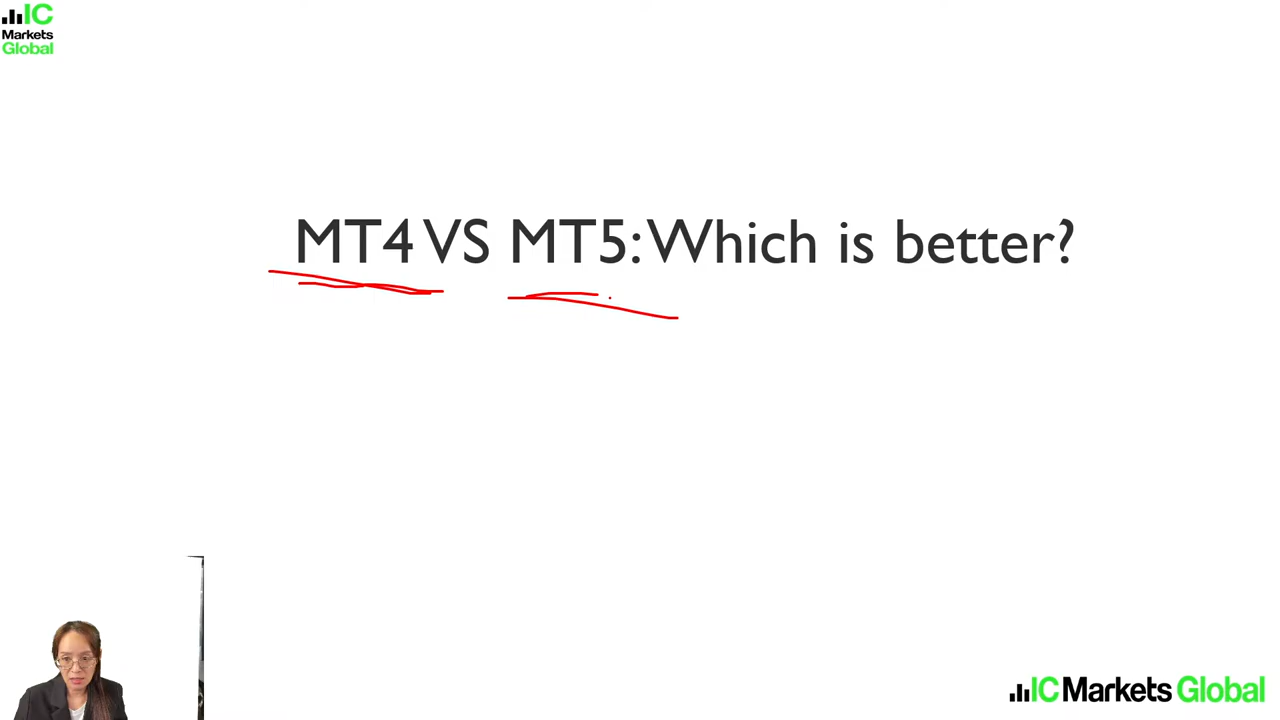 IC
Markets
Global
MT4 VS MT5: Which is better?
IC Markets Global